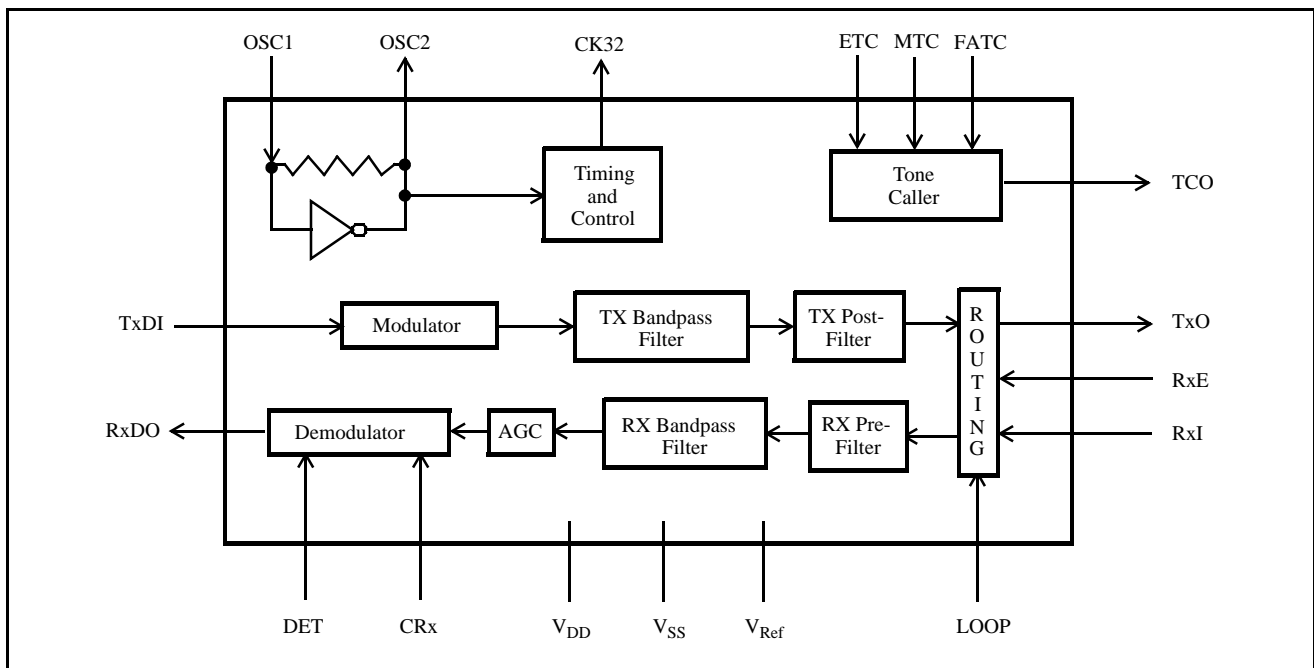 OSC1 OSC2 CK32 ETC MTC FATC
Timing
and
Control
Tone
Caller
TCO
TxDI
Modulator
TX Bandpass
Filter
TX Post-
Filter
ROUTING
TxO
RxE
RxI
RxDO
Demodulator
AGC
RX Bandpass
Filter
RX Pre-
Filter
DET CRx VDD VSS VRef LOOP